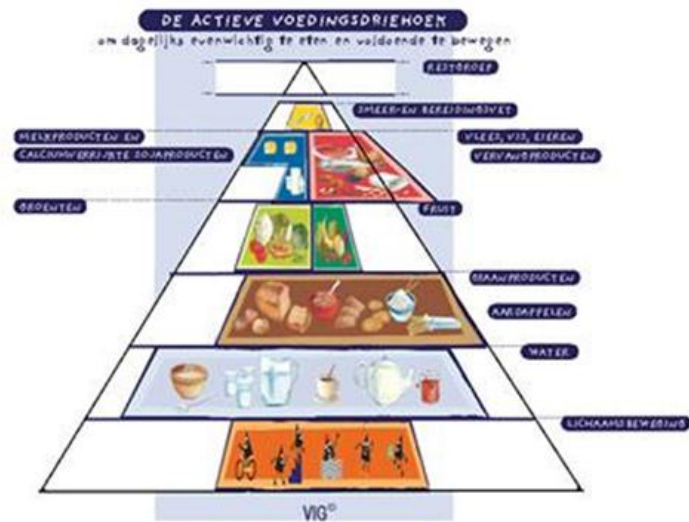 DE ACTIEVE VOEDINGSDRIEHOEK
om dagelijks evenwichtig te eten en voldoende te bewegen
RESTGROEP
SMEER- EN BEREIDINGSVET
MELKPRODUCTEN EN
CALCIUMVERRIJKTE SOJAPRODUCTEN
VLEES, VIS, EIEREN
VERVANGPRODUCTEN
GROENTEN
FRUIT
GRAANPRODUCTEN
AARDAPPELEN
WATER
LICHAAMSBEWEGING
VIG©